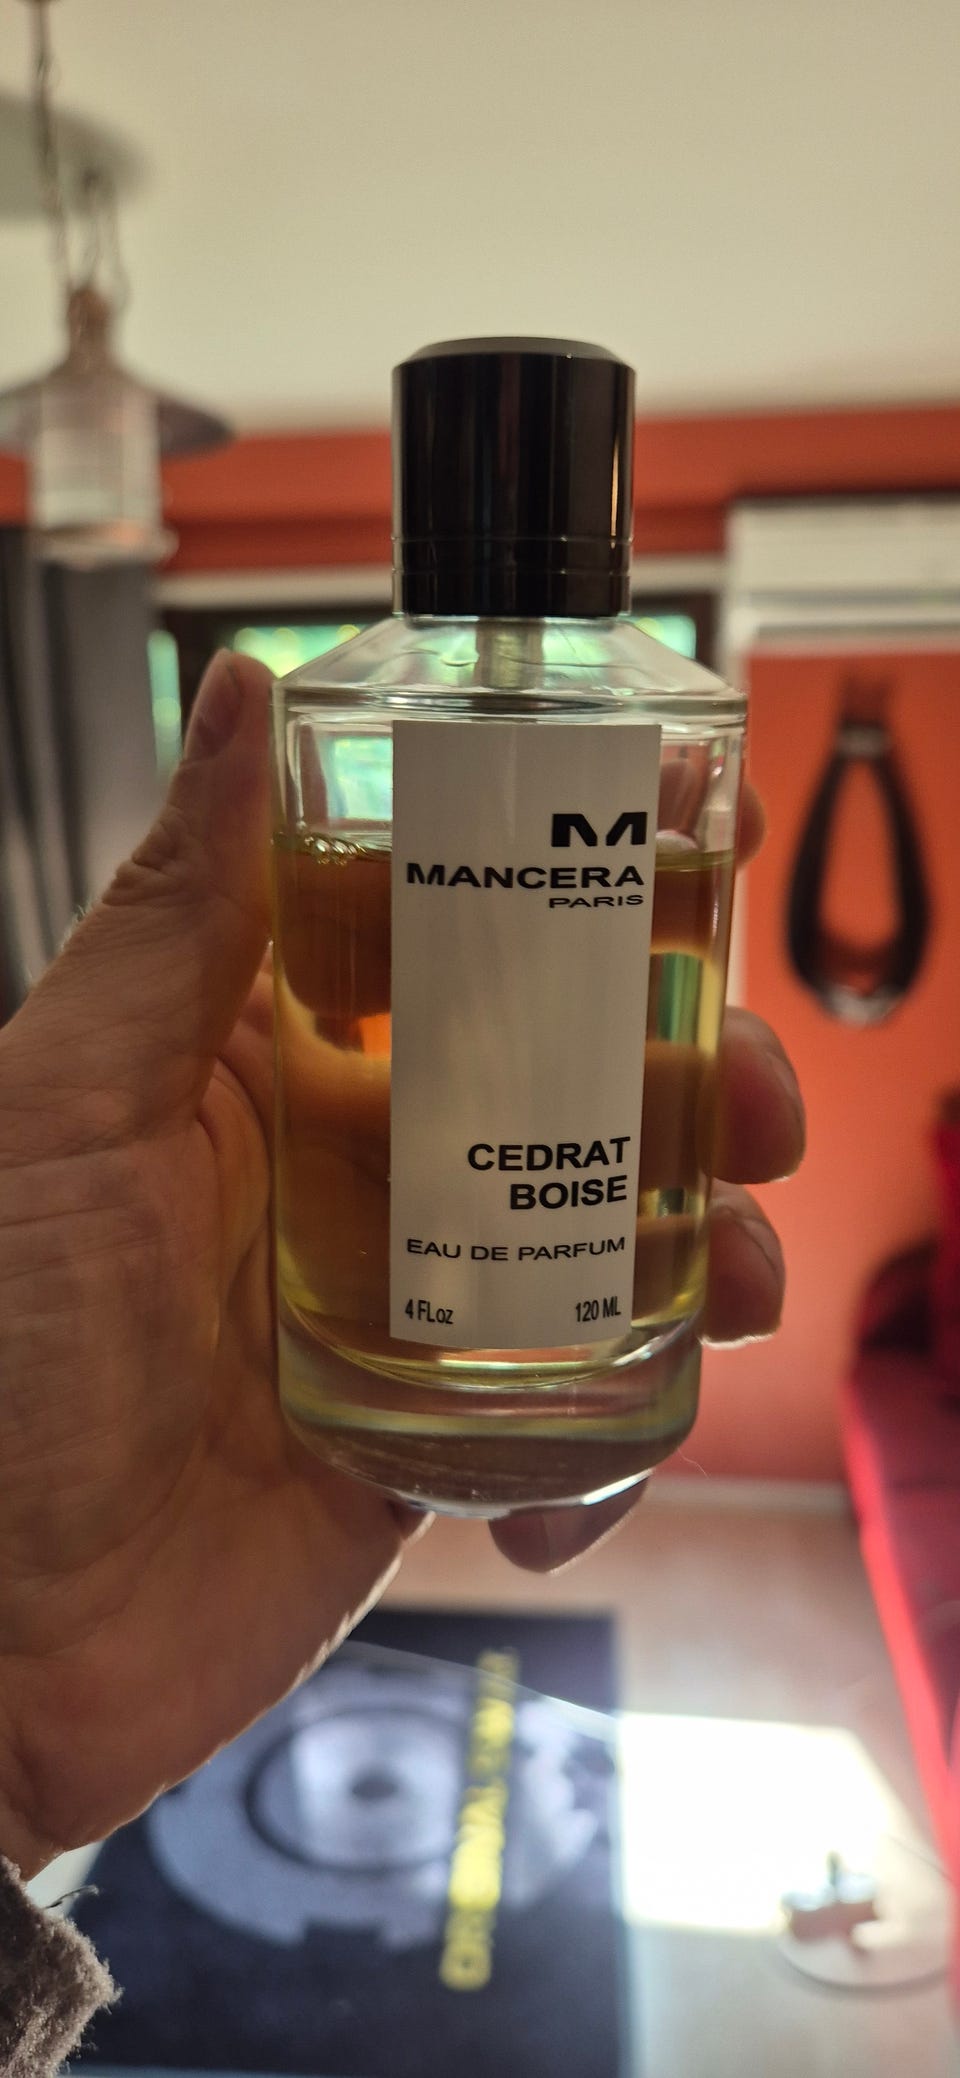 M
MANCERA
PARIS
CEDRAT
BOISE
EAU DE PARFUM
4 FLoz 120 ML